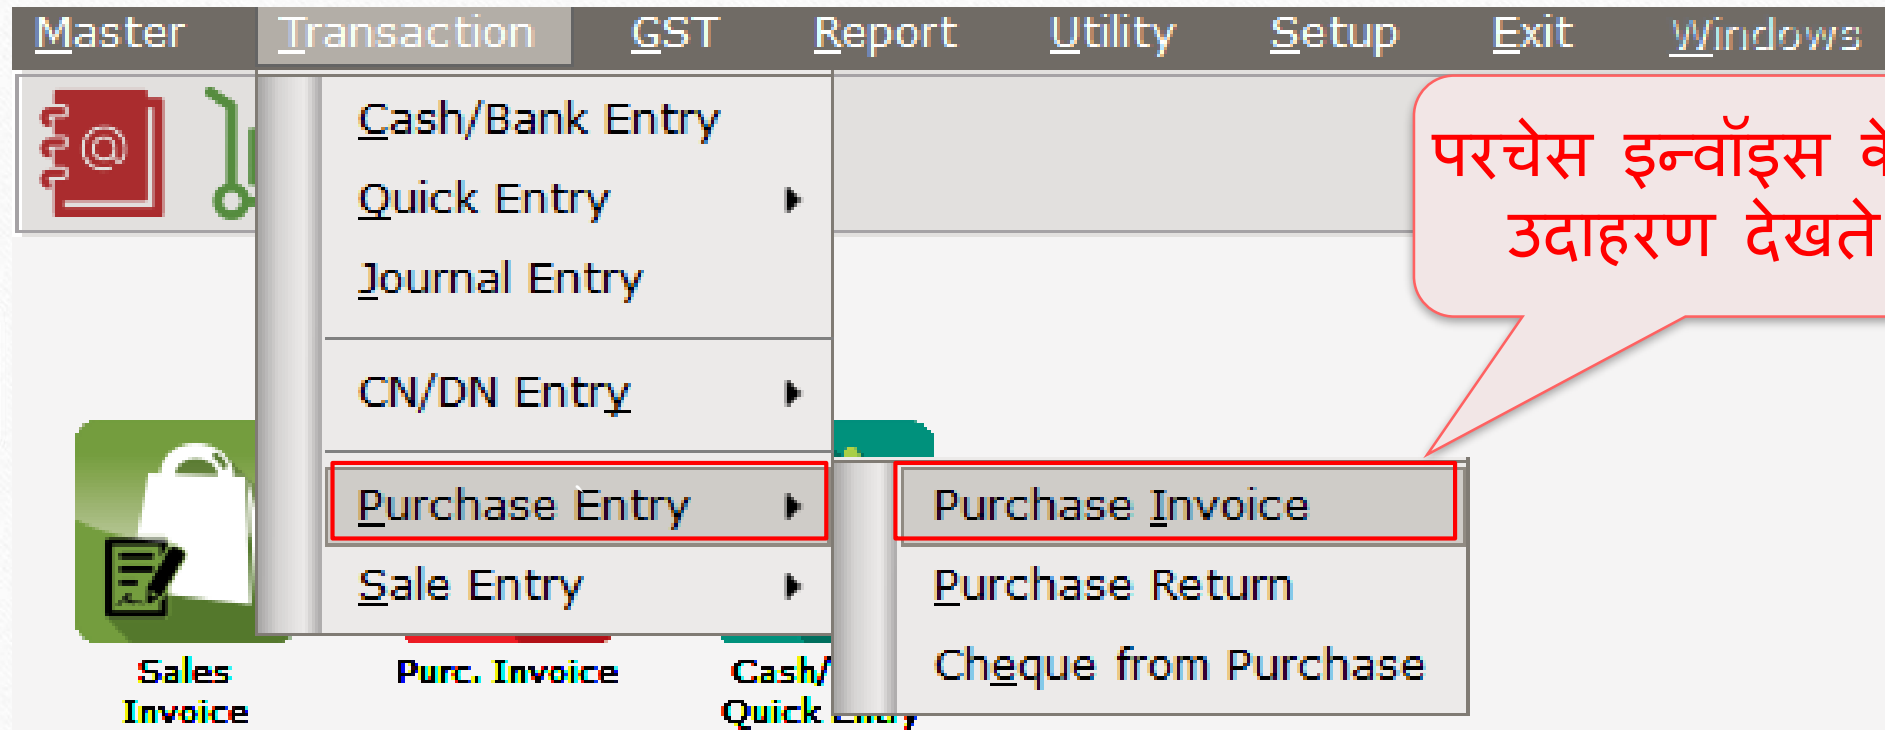 Master Transaction GST Report Utility Setup Exit Windows
Cash/Bank Entry
Quick Entry
Journal Entry
CN/DN Entry
Purchase Entry
Sale Entry
Purchase Invoice
Purchase Return
Cheque from Purchase
परचेस इन्वॉइस
उदाहरण देखते
Sales
Invoice
Purc. Invoice
Cash/
Quick Entry